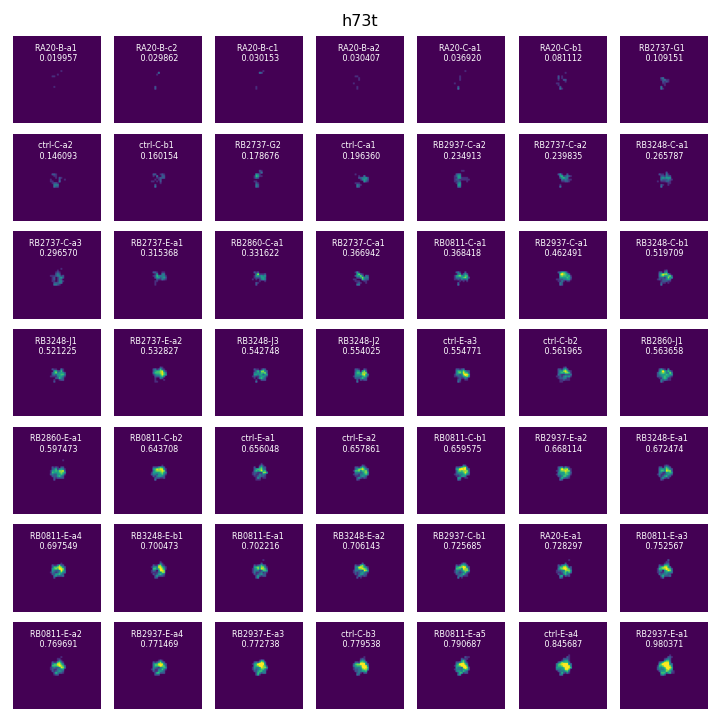 h73t
RA20-B-a1
0.019957
RA20-B-c2
0.029862
RA20-B-c1
0.030153
RA20-B-a2
0.030407
RA20-C-a1
0.036920
RA20-C-b1
0.081112
RB2737-G1
0.109151
ctrl-C-a2
0.146093
ctrl-C-b1
0.160154
RB2737-G2
0.178676
ctrl-C-a1
0.196360
RB2937-C-a2
0.234913
RB2737-C-a2
0.239835
RB3248-C-a1
0.265787
RB2737-C-a3
0.296570
RB2737-E-a1
0.315368
RB2860-C-a1
0.331622
RB2737-C-a1
0.366942
RB0811-C-a1
0.368418
RB2937-C-a1
0.462491
RB3248-C-b1
0.519709
RB3248-J1
0.521225
RB2737-E-a2
0.532827
RB3248-J3
0.542748
RB3248-J2
0.554025
ctrl-E-a3
0.554771
ctrl-C-b2
0.561965
RB2860-J1
0.563658
RB2860-E-a1
0.597473
RB0811-C-b2
0.643708
ctrl-E-a1
0.656048
ctrl-E-a2
0.657861
RB0811-C-b1
0.659575
RB2937-E-a2
0.668114
RB3248-E-a1
0.672474
RB0811-E-a4
0.697549
RB3248-E-b1
0.700473
RB0811-E-a1
0.702216
RB3248-E-a2
0.706143
RB2937-C-b1
0.725685
RA20-E-a1
0.728297
RB0811-E-a3
0.752567
RB0811-E-a2
0.769691
RB2937-E-a4
0.771469
RB2937-E-a3
0.772738
ctrl-C-b3
0.779538
RB0811-E-a5
0.790687
ctrl-E-a4
0.845687
RB2937-E-a1
0.980371